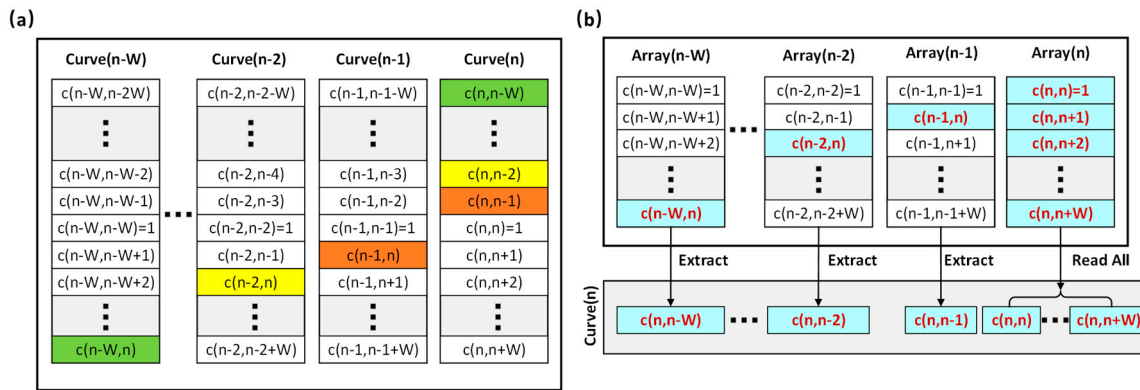 (a)
Curve(n-W)
Curve(n-2)
Curve(n-1)
Curve(n)
c(n-W,n-2W)
c(n-2,n-2-W)
c(n-1,n-1-W)
c(n,n-W)
c(n-W,n-W-2)
c(n-2,n-4)
c(n-1,n-3)
c(n,n-2)
c(n-W,n-W-1)
c(n-2,n-3)
c(n-1,n-2)
c(n,n-1)
c(n-W,n-W)=1
c(n-2,n-2)=1
c(n-1,n-1)=1
c(n,n)=1
c(n-W,n-W+1)
c(n-2,n-1)
c(n-1,n)
c(n,n+1)
c(n-W,n-W+2)
c(n-2,n)
c(n-1,n+1)
c(n,n+2)
c(n-W,n)
c(n-2,n-2+W)
c(n-1,n-1+W)
c(n,n+W)
(b)
Array(n-W)
Array(n-2)
Array(n-1)
Array(n)
c(n-W,n-W)=1
c(n-2,n-2)=1
c(n-1,n-1)=1
c(n,n)=1
c(n-W,n-W+1)
c(n-2,n-1)
c(n-1,n)
c(n,n+1)
c(n-W,n-W+2)
c(n-2,n)
c(n-1,n+1)
c(n,n+2)
c(n-W,n)
c(n-2,n-2+W)
c(n-1,n-1+W)
c(n,n+W)
Extract
Extract
Extract
Read All
Curve(n)
c(n,n-W)
c(n,n-2)
c(n,n-1)
c(n,n)
c(n,n+W)